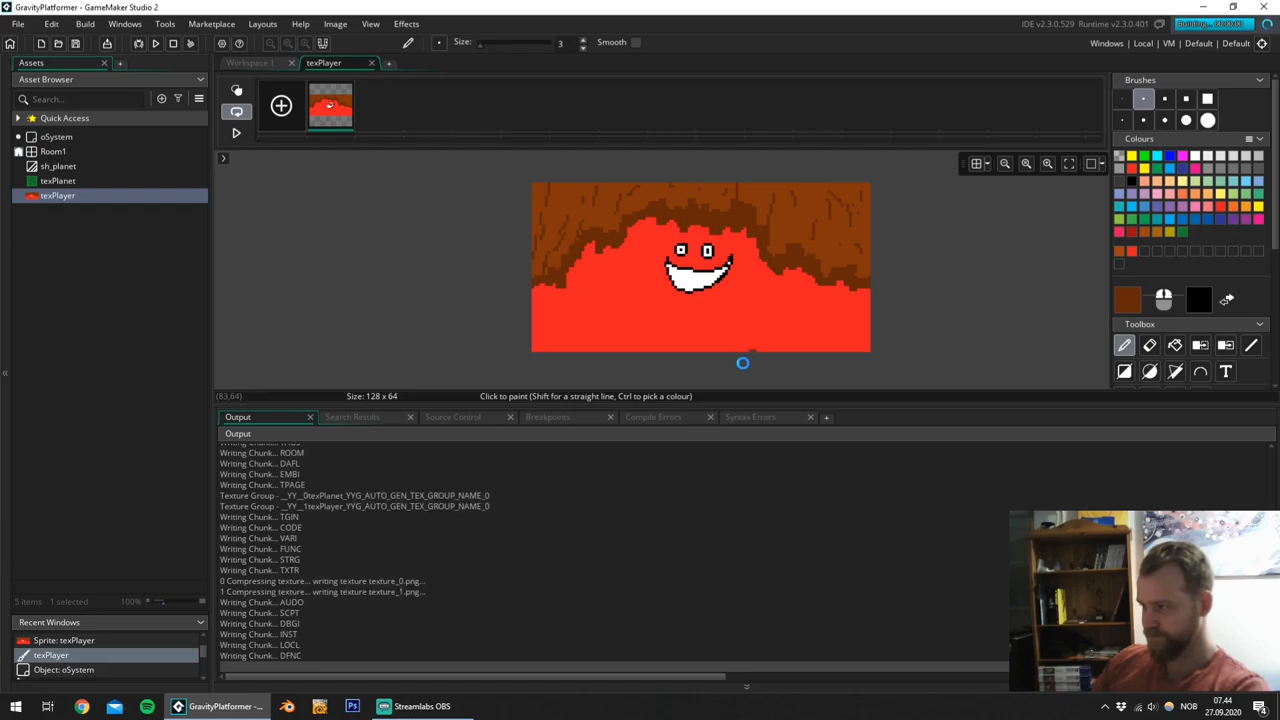 GravityPlatformer - GameMaker Studio 2
File Edit Build Windows Tools Marketplace Layouts Help Image View Effects
IDE v2.3.0.529 Runtime v2.3.0.401 Building... 00:00:00
Size: 3 Smooth
Windows | Local | VM | Default | Default
Assets
Workspace 1 texPlayer
Asset Browser
Brushes
Search...
Quick Access
oSystem
Colours
Room1
sh_planet
texPlanet
texPlayer
Toolbox
(83,64) Size: 128 x 64 Click to paint (Shift for a straight line, Ctrl to pick a colour)
Output Search Results Source Control Breakpoints Compile Errors Syntax Errors
Output
Writing Chunk... ROOM
Writing Chunk... DAFL
Writing Chunk... EMBI
Writing Chunk... TPAGE
Texture Group - __YY__0texPlanet_YYG_AUTO_GEN_TEX_GROUP_NAME_0
Texture Group - __YY__1texPlayer_YYG_AUTO_GEN_TEX_GROUP_NAME_0
Writing Chunk... TGIN
Writing Chunk... CODE
Writing Chunk... VARI
Writing Chunk... FUNC
Writing Chunk... STRG
Writing Chunk... TXTR
0 Compressing texture... writing texture texture_0.png...
1 Compressing texture... writing texture texture_1.png...
Writing Chunk... AUDO
Writing Chunk... SCPT
Writing Chunk... DBGI
Writing Chunk... INST
Writing Chunk... LOCL
Writing Chunk... DFNC
5 items 1 selected 100%
Recent Windows
Sprite: texPlayer
texPlayer
Object: oSystem
GravityPlatformer -...
Streamlabs OBS
NOB
07.44
27.09.2020
4